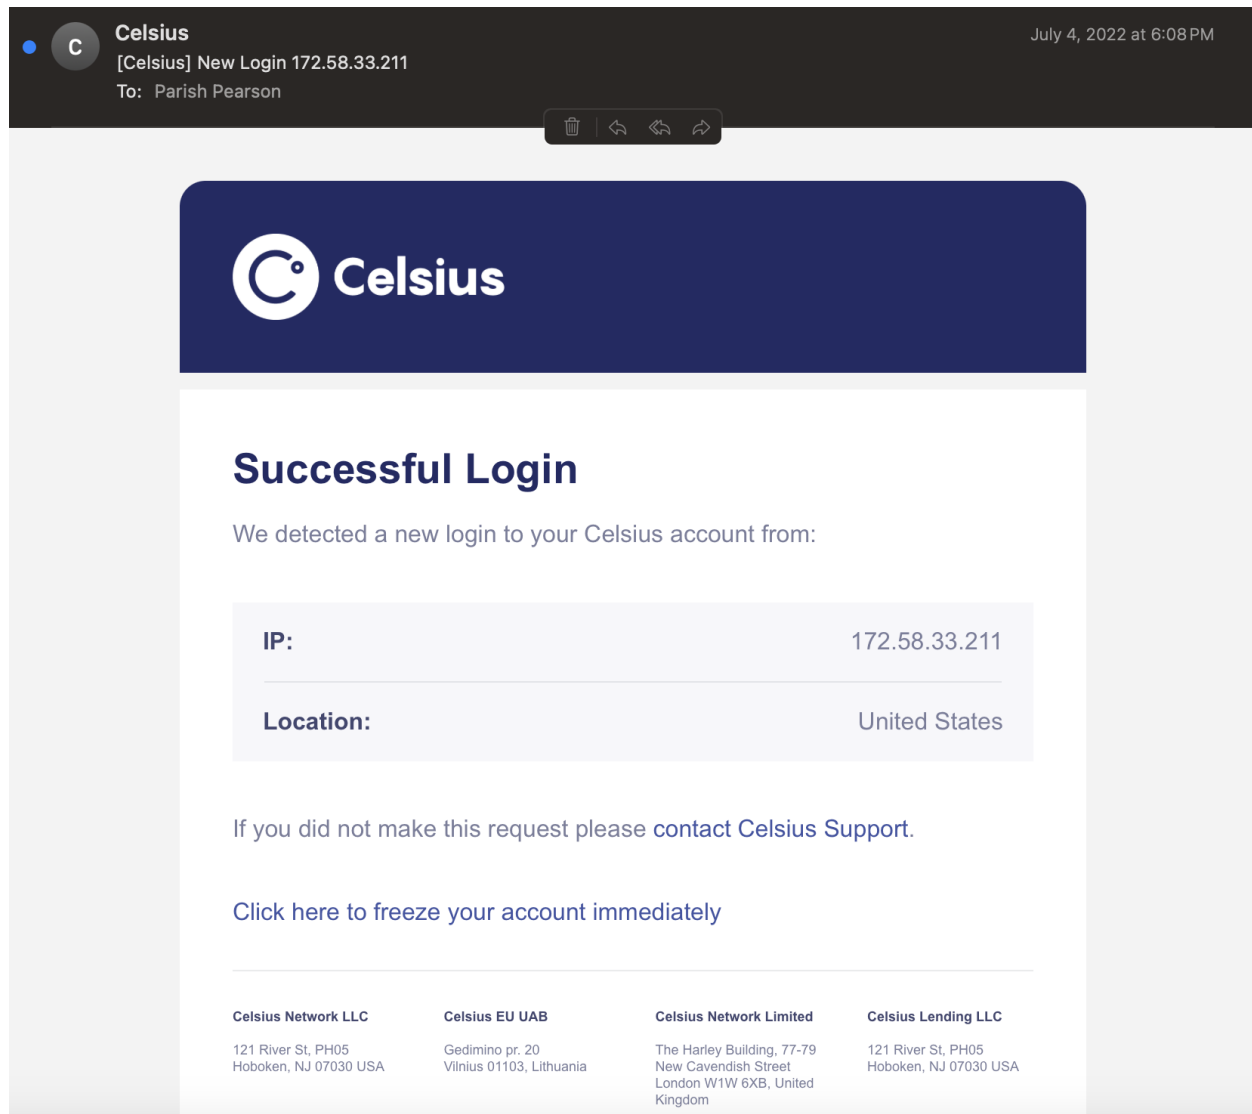 Celsius
July 4, 2022 at 6:08 PM
C
[Celsius] New Login 172.58.33.211
To: Parish Pearson
Celsius
Successful Login
We detected a new login to your Celsius account from:
IP: 172.58.33.211
Location: United States
If you did not make this request please contact Celsius Support.
Click here to freeze your account immediately
Celsius Network LLC
121 River St, PH05
Hoboken, NJ 07030 USA
Celsius EU UAB
Gedimino pr. 20
Vilnius 01103, Lithuania
Celsius Network Limited
The Harley Building, 77-79
New Cavendish Street
London W1W 6XB, United
Kingdom
Celsius Lending LLC
121 River St, PH05
Hoboken, NJ 07030 USA